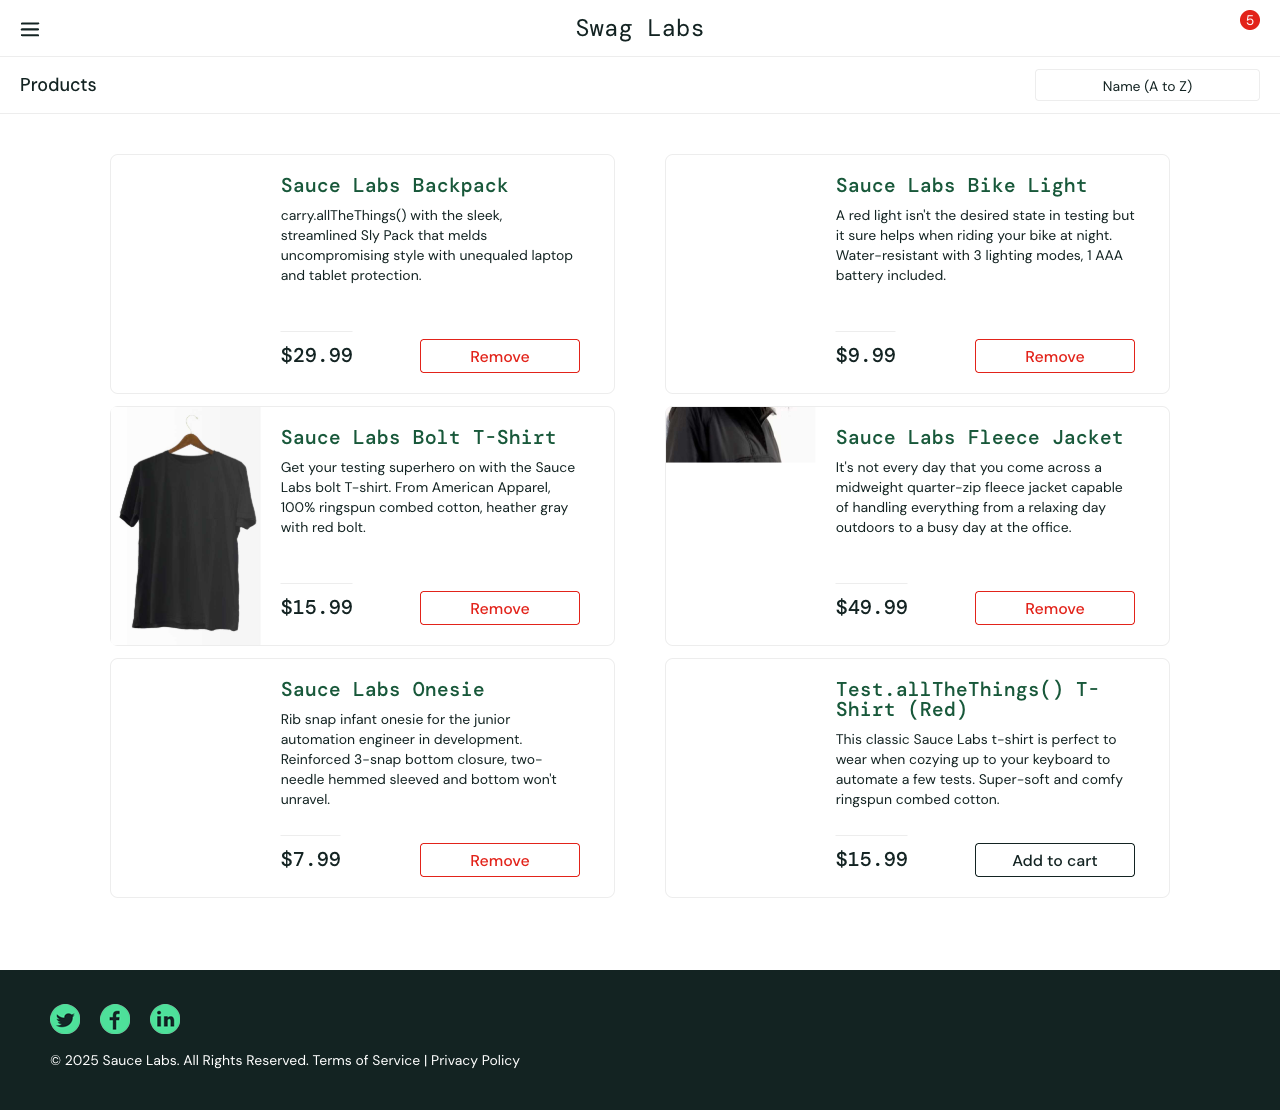 Swag Labs
5
Products
Name (A to Z)
Sauce Labs Backpack
carry.allTheThings() with the sleek,
streamlined Sly Pack that melds
uncompromising style with unequaled laptop
and tablet protection.
$29.99
Remove
Sauce Labs Bike Light
A red light isn't the desired state in testing but
it sure helps when riding your bike at night.
Water-resistant with 3 lighting modes, 1 AAA
battery included.
$9.99
Remove
Sauce Labs Bolt T-Shirt
Get your testing superhero on with the Sauce
Labs bolt T-shirt. From American Apparel,
100% ringspun combed cotton, heather gray
with red bolt.
$15.99
Remove
Sauce Labs Fleece Jacket
It's not every day that you come across a
midweight quarter-zip fleece jacket capable
of handling everything from a relaxing day
outdoors to a busy day at the office.
$49.99
Remove
Sauce Labs Onesie
Rib snap infant onesie for the junior
automation engineer in development.
Reinforced 3-snap bottom closure, two-
needle hemmed sleeved and bottom won't
unravel.
$7.99
Remove
Test.allTheThings() T-
Shirt (Red)
This classic Sauce Labs t-shirt is perfect to
wear when cozying up to your keyboard to
automate a few tests. Super-soft and comfy
ringspun combed cotton.
$15.99
Add to cart
© 2025 Sauce Labs. All Rights Reserved. Terms of Service | Privacy Policy